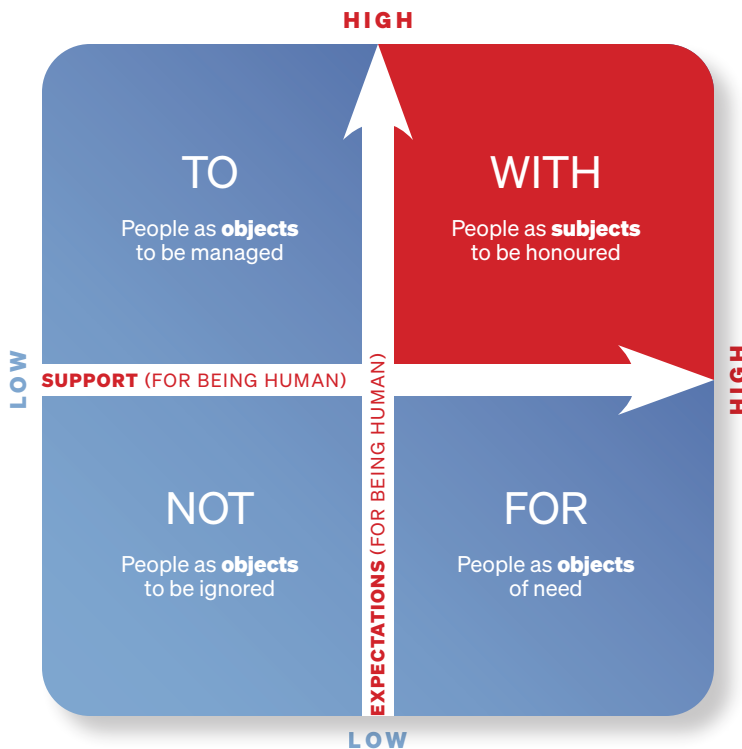 HIGH
TO
People as objects
to be managed
WITH
People as subjects
to be honoured
LOW
SUPPORT (FOR BEING HUMAN)
HIGH
EXPECTATIONS (FOR BEING HUMAN)
NOT
People as objects
to be ignored
FOR
People as objects
of need
LOW